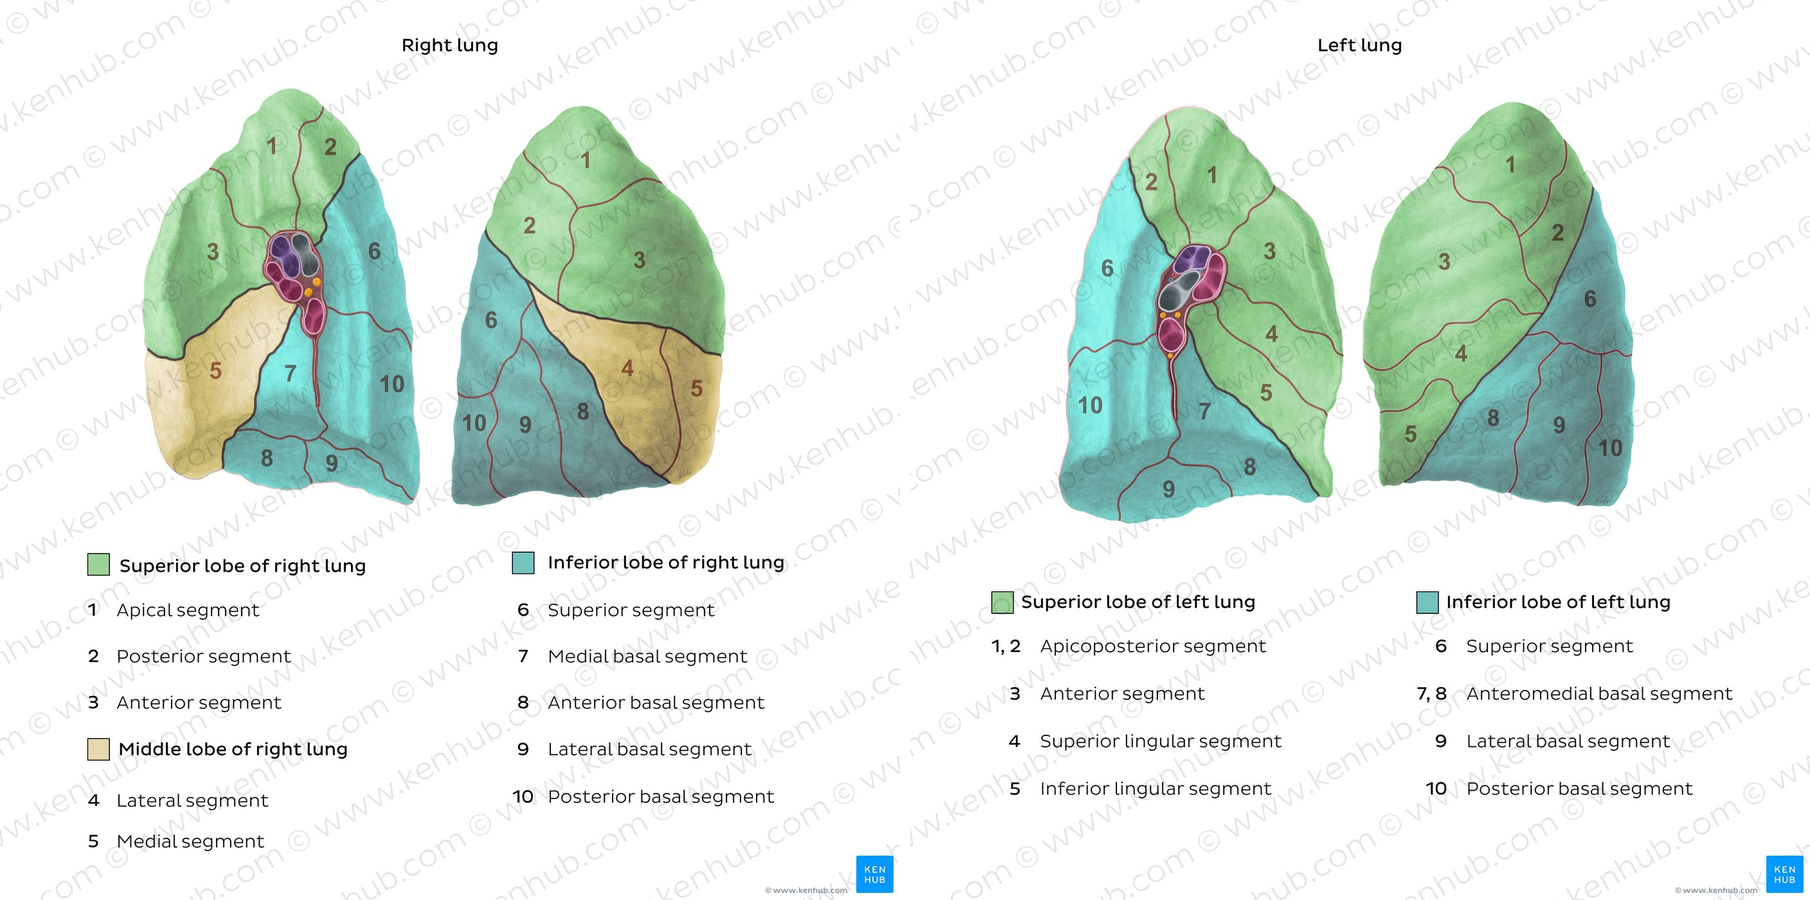 Right lung
1
2
3
5
6
7
10
8
9
1
2
3
6
4
5
10
9
8
Superior lobe of right lung
1 Apical segment
2 Posterior segment
3 Anterior segment
Middle lobe of right lung
4 Lateral segment
5 Medial segment
Inferior lobe of right lung
6 Superior segment
7 Medial basal segment
8 Anterior basal segment
9 Lateral basal segment
10 Posterior basal segment
KEN
HUB
© www.kenhub.com
Left lung
2
1
3
6
4
5
10
7
8
9
1
2
3
6
4
5
8
9
10
Superior lobe of left lung
1, 2 Apicoposterior segment
3 Anterior segment
4 Superior lingular segment
5 Inferior lingular segment
Inferior lobe of left lung
6 Superior segment
7, 8 Anteromedial basal segment
9 Lateral basal segment
10 Posterior basal segment
KEN
HUB
© www.kenhub.com